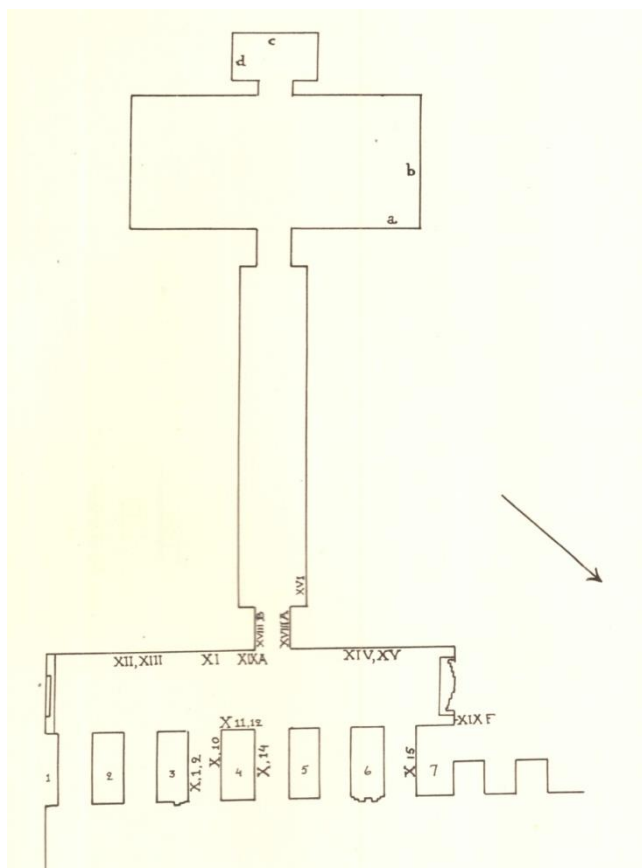 c
d
b
a
XVI
XVIII B
XVIII A
XII, XIII
XI
XIXA
XIV, XV
XIX F
X 11, 12
X, 10
X, 1, 2
X, 14
X 15
1
2
3
4
5
6
7